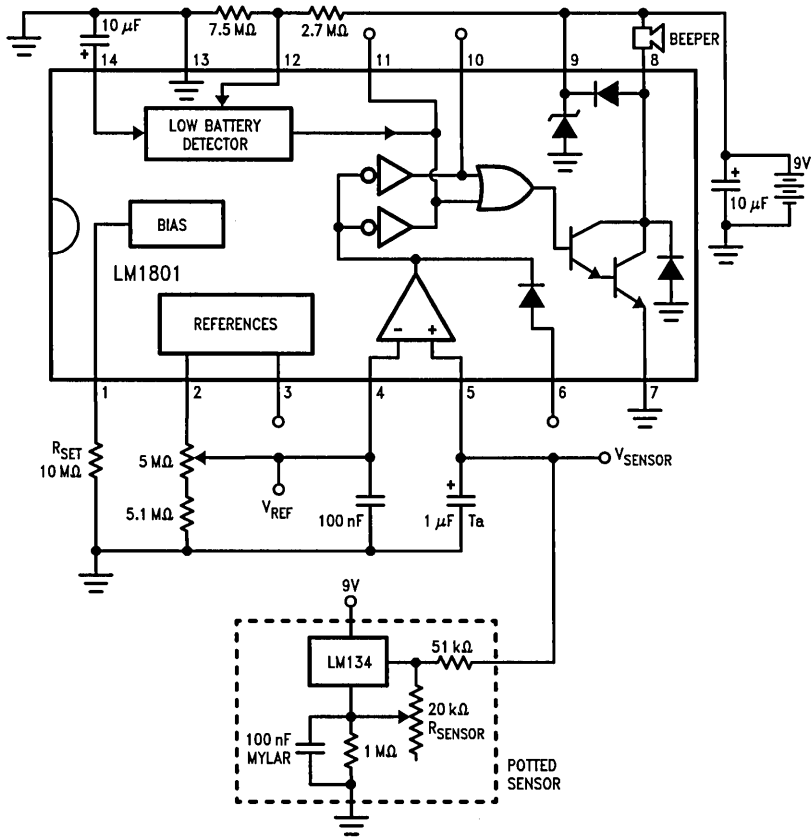 10 μF
7.5 MΩ
2.7MΩ
BEEPER
14
13
12
11
10
9
8
LOW BATTERY
DETECTOR
9V
10 μF
BIAS
LM1801
REFERENCES
-
+
1
2
3
4
5
6
7
RSET
10 MΩ
5 MΩ
5.1 MΩ
VREF
100 nF
1 μF
Ta
VSENSOR
9V
LM134
51 kΩ
20 kΩ
RSENSOR
100 nF
MYLAR
1 MΩ
POTTED
SENSOR